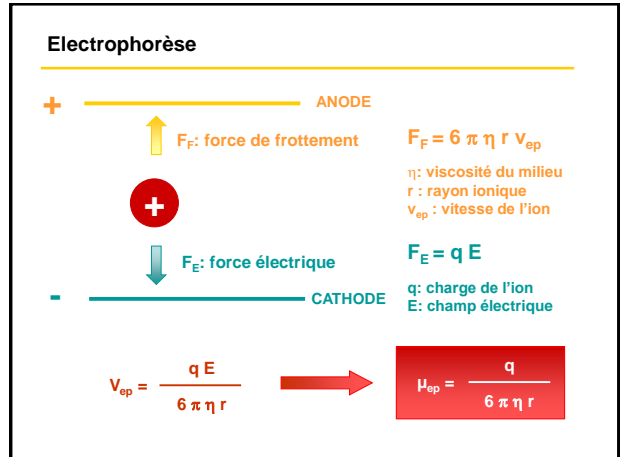 Electrophorèse
+ ANODE
F_F: force de frottement
F_F = 6 π η r v_ep
η: viscosité du milieu
r : rayon ionique
v_ep : vitesse de l'ion
+
F_E: force électrique
F_E = q E
- CATHODE
q: charge de l'ion
E: champ électrique
V_ep = q E / 6 π η r
µ_ep = q / 6 π η r